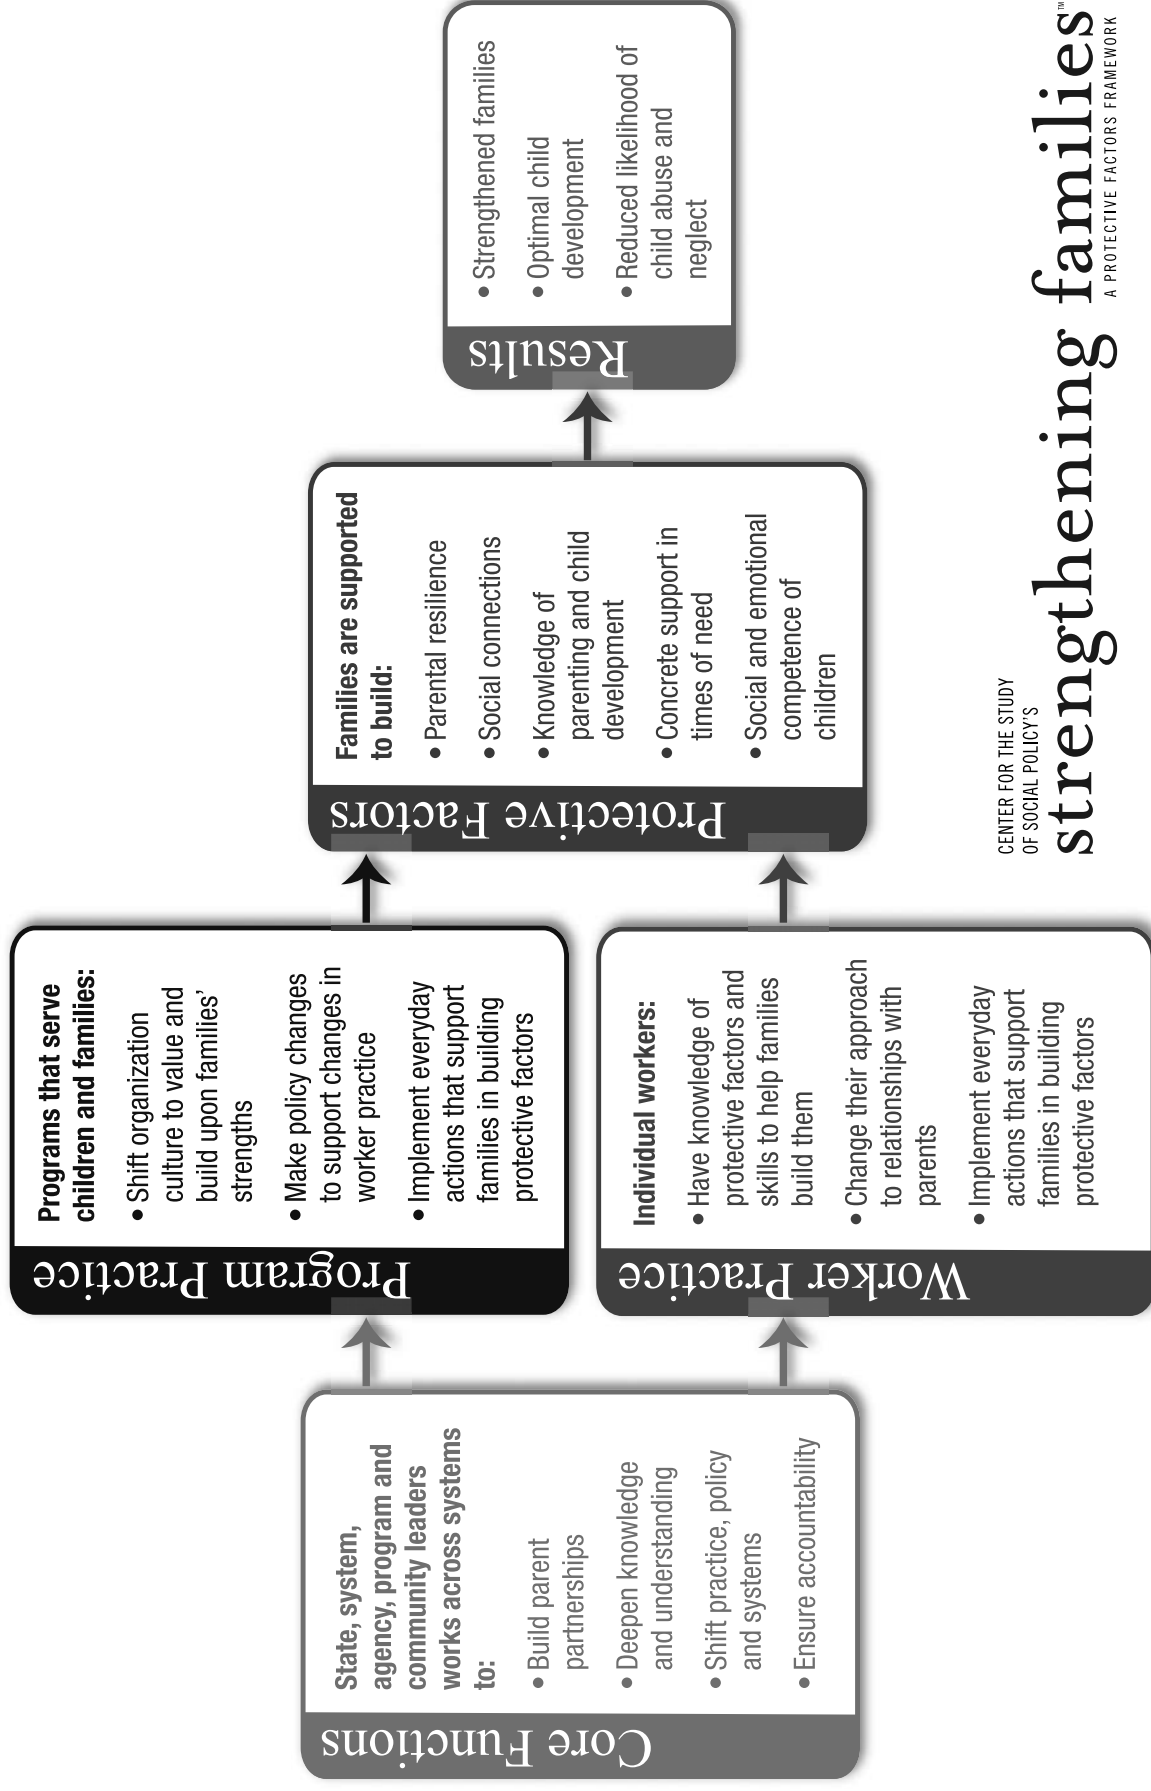 Core Functions
State, system,
agency, program and
community leaders
works across systems
to:
• Build parent
partnerships
• Deepen knowledge
and understanding
• Shift practice, policy
and systems
• Ensure accountability
Program Practice
Programs that serve
children and families:
• Shift organization
culture to value and
build upon families’
strengths
• Make policy changes
to support changes in
worker practice
• Implement everyday
actions that support
families in building
protective factors
Worker Practice
Individual workers:
• Have knowledge of
protective factors and
skills to help families
build them
• Change their approach
to relationships with
parents
• Implement everyday
actions that support
families in building
protective factors
Protective Factors
Families are supported
to build:
• Parental resilience
• Social connections
• Knowledge of
parenting and child
development
• Concrete support in
times of need
• Social and emotional
competence of
children
Results
• Strengthened families
• Optimal child
development
• Reduced likelihood of
child abuse and
neglect
CENTER FOR THE STUDY
OF SOCIAL POLICY’S
strengthening families™
A PROTECTIVE FACTORS FRAMEWORK